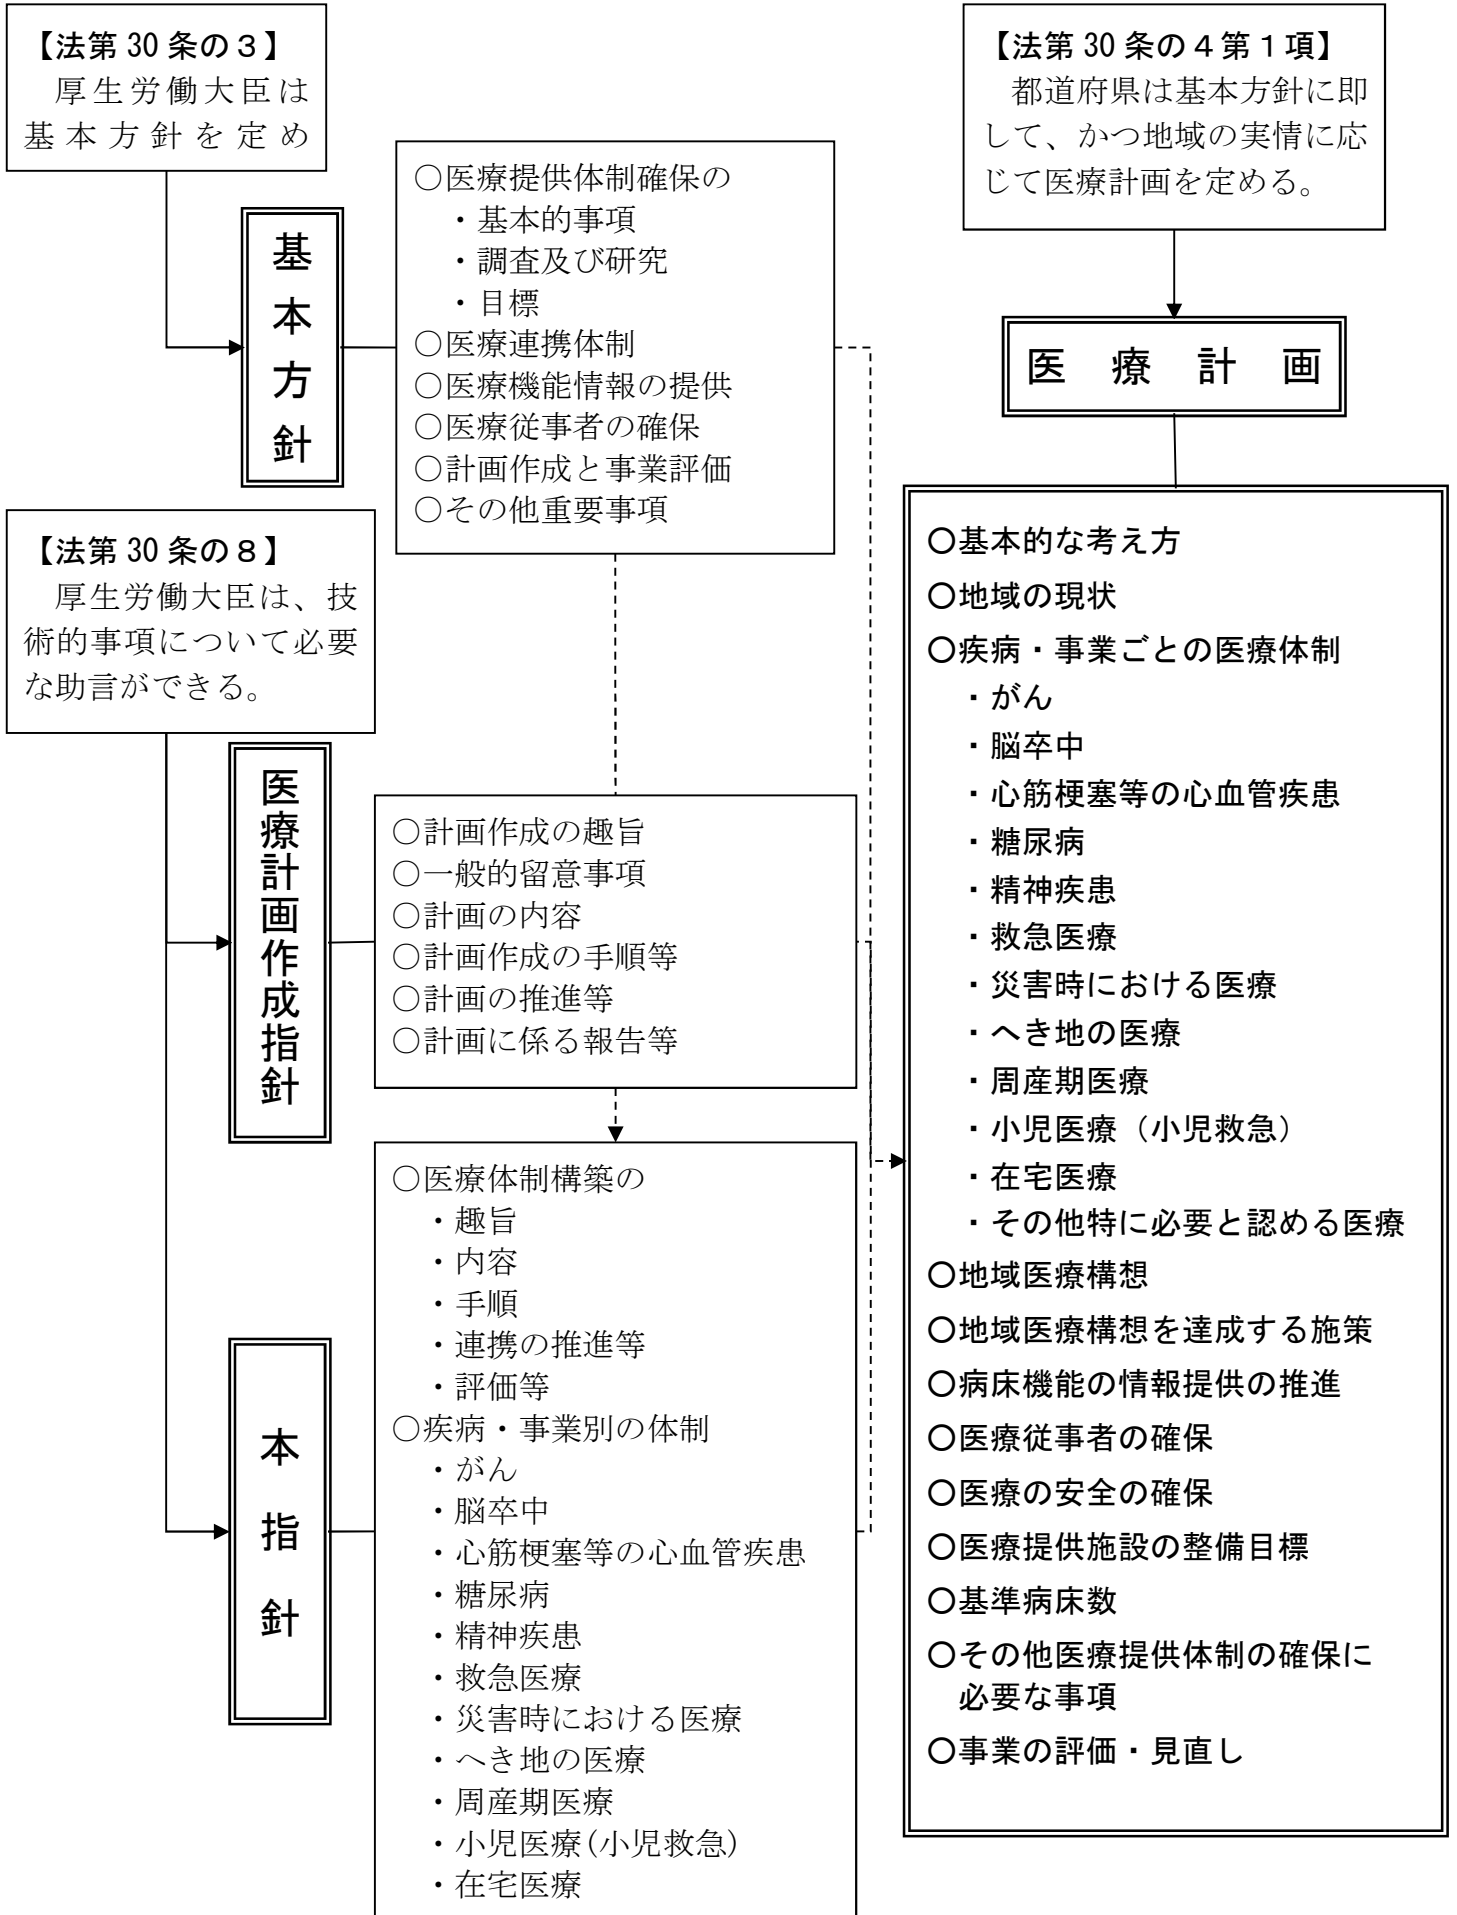 【法第30条の３】
厚生労働大臣は
基本方針を定め
基本方針
○医療提供体制確保の
・基本的事項
・調査及び研究
・目標
○医療連携体制
○医療機能情報の提供
○医療従事者の確保
○計画作成と事業評価
○その他重要事項
【法第30条の８】
厚生労働大臣は、技
術的事項について必要
な助言ができる。
医療計画作成指針
○計画作成の趣旨
○一般的留意事項
○計画の内容
○計画作成の手順等
○計画の推進等
○計画に係る報告等
本指針
○医療体制構築の
・趣旨
・内容
・手順
・連携の推進等
・評価等
○疾病・事業別の体制
・がん
・脳卒中
・心筋梗塞等の心血管疾患
・糖尿病
・精神疾患
・救急医療
・災害時における医療
・へき地の医療
・周産期医療
・小児医療(小児救急)
・在宅医療
【法第30条の４第１項】
都道府県は基本方針に即
して、かつ地域の実情に応
じて医療計画を定める。
医療計画
○基本的な考え方
○地域の現状
○疾病・事業ごとの医療体制
・がん
・脳卒中
・心筋梗塞等の心血管疾患
・糖尿病
・精神疾患
・救急医療
・災害時における医療
・へき地の医療
・周産期医療
・小児医療（小児救急）
・在宅医療
・その他特に必要と認める医療
○地域医療構想
○地域医療構想を達成する施策
○病床機能の情報提供の推進
○医療従事者の確保
○医療の安全の確保
○医療提供施設の整備目標
○基準病床数
○その他医療提供体制の確保に
必要な事項
○事業の評価・見直し